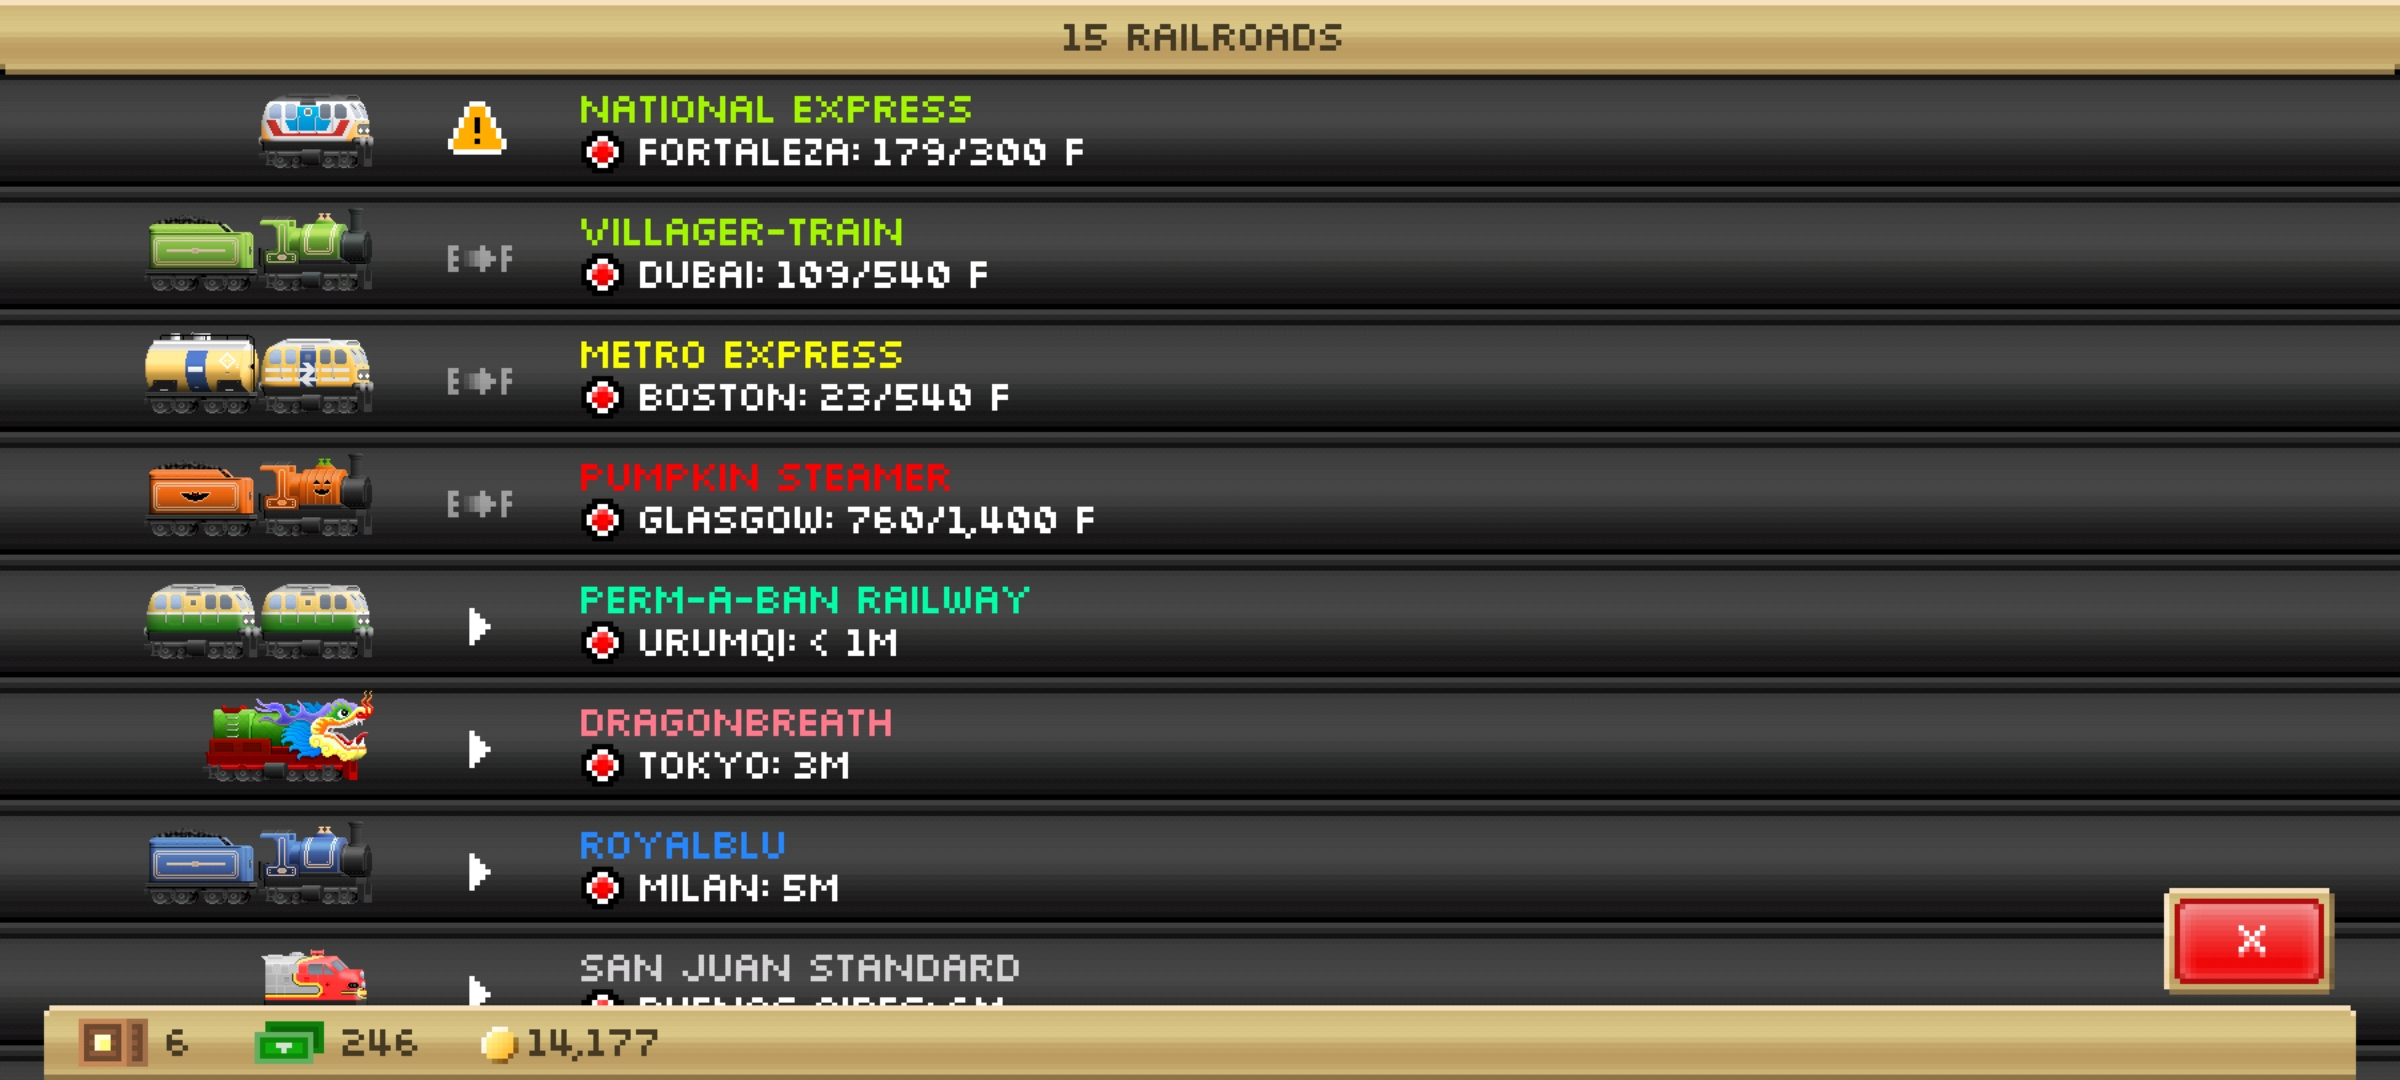 15 RAILROADS
NATIONAL EXPRESS
FORTALEZA: 179/300 F
E F
VILLAGER-TRAIN
DUBAI: 109/540 F
E F
METRO EXPRESS
BOSTON: 23/540 F
E F
PUMPKIN STEAMER
GLASGOW: 760/1,400 F
PERM-A-BAN RAILWAY
URUMQI: < 1M
DRAGONBREATH
TOKYO: 3M
ROYALBLU
MILAN: 5M
SAN JUAN STANDARD
X
6 246 14,177